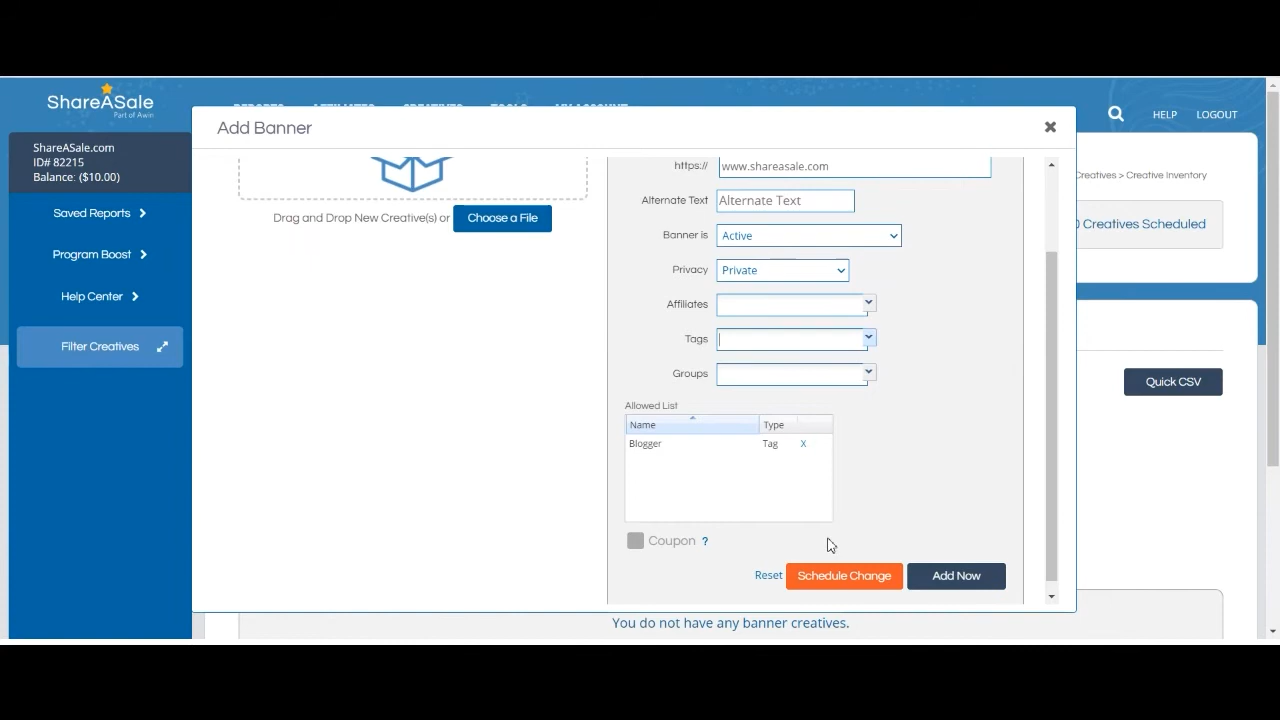 ShareASale
Part of Awin
HELP
LOGOUT
ShareASale.com
ID# 82215
Balance: ($10.00)
Saved Reports
Program Boost
Help Center
Filter Creatives
Add Banner
Drag and Drop New Creative(s) or
Choose a File
https://
www.shareasale.com
Alternate Text
Alternate Text
Banner is
Active
Privacy
Private
Affiliates
Tags
Groups
Allowed List
Name
Type
Blogger
Tag
X
Coupon ?
Reset
Schedule Change
Add Now
Creatives > Creative Inventory
Creatives Scheduled
Quick CSV
You do not have any banner creatives.